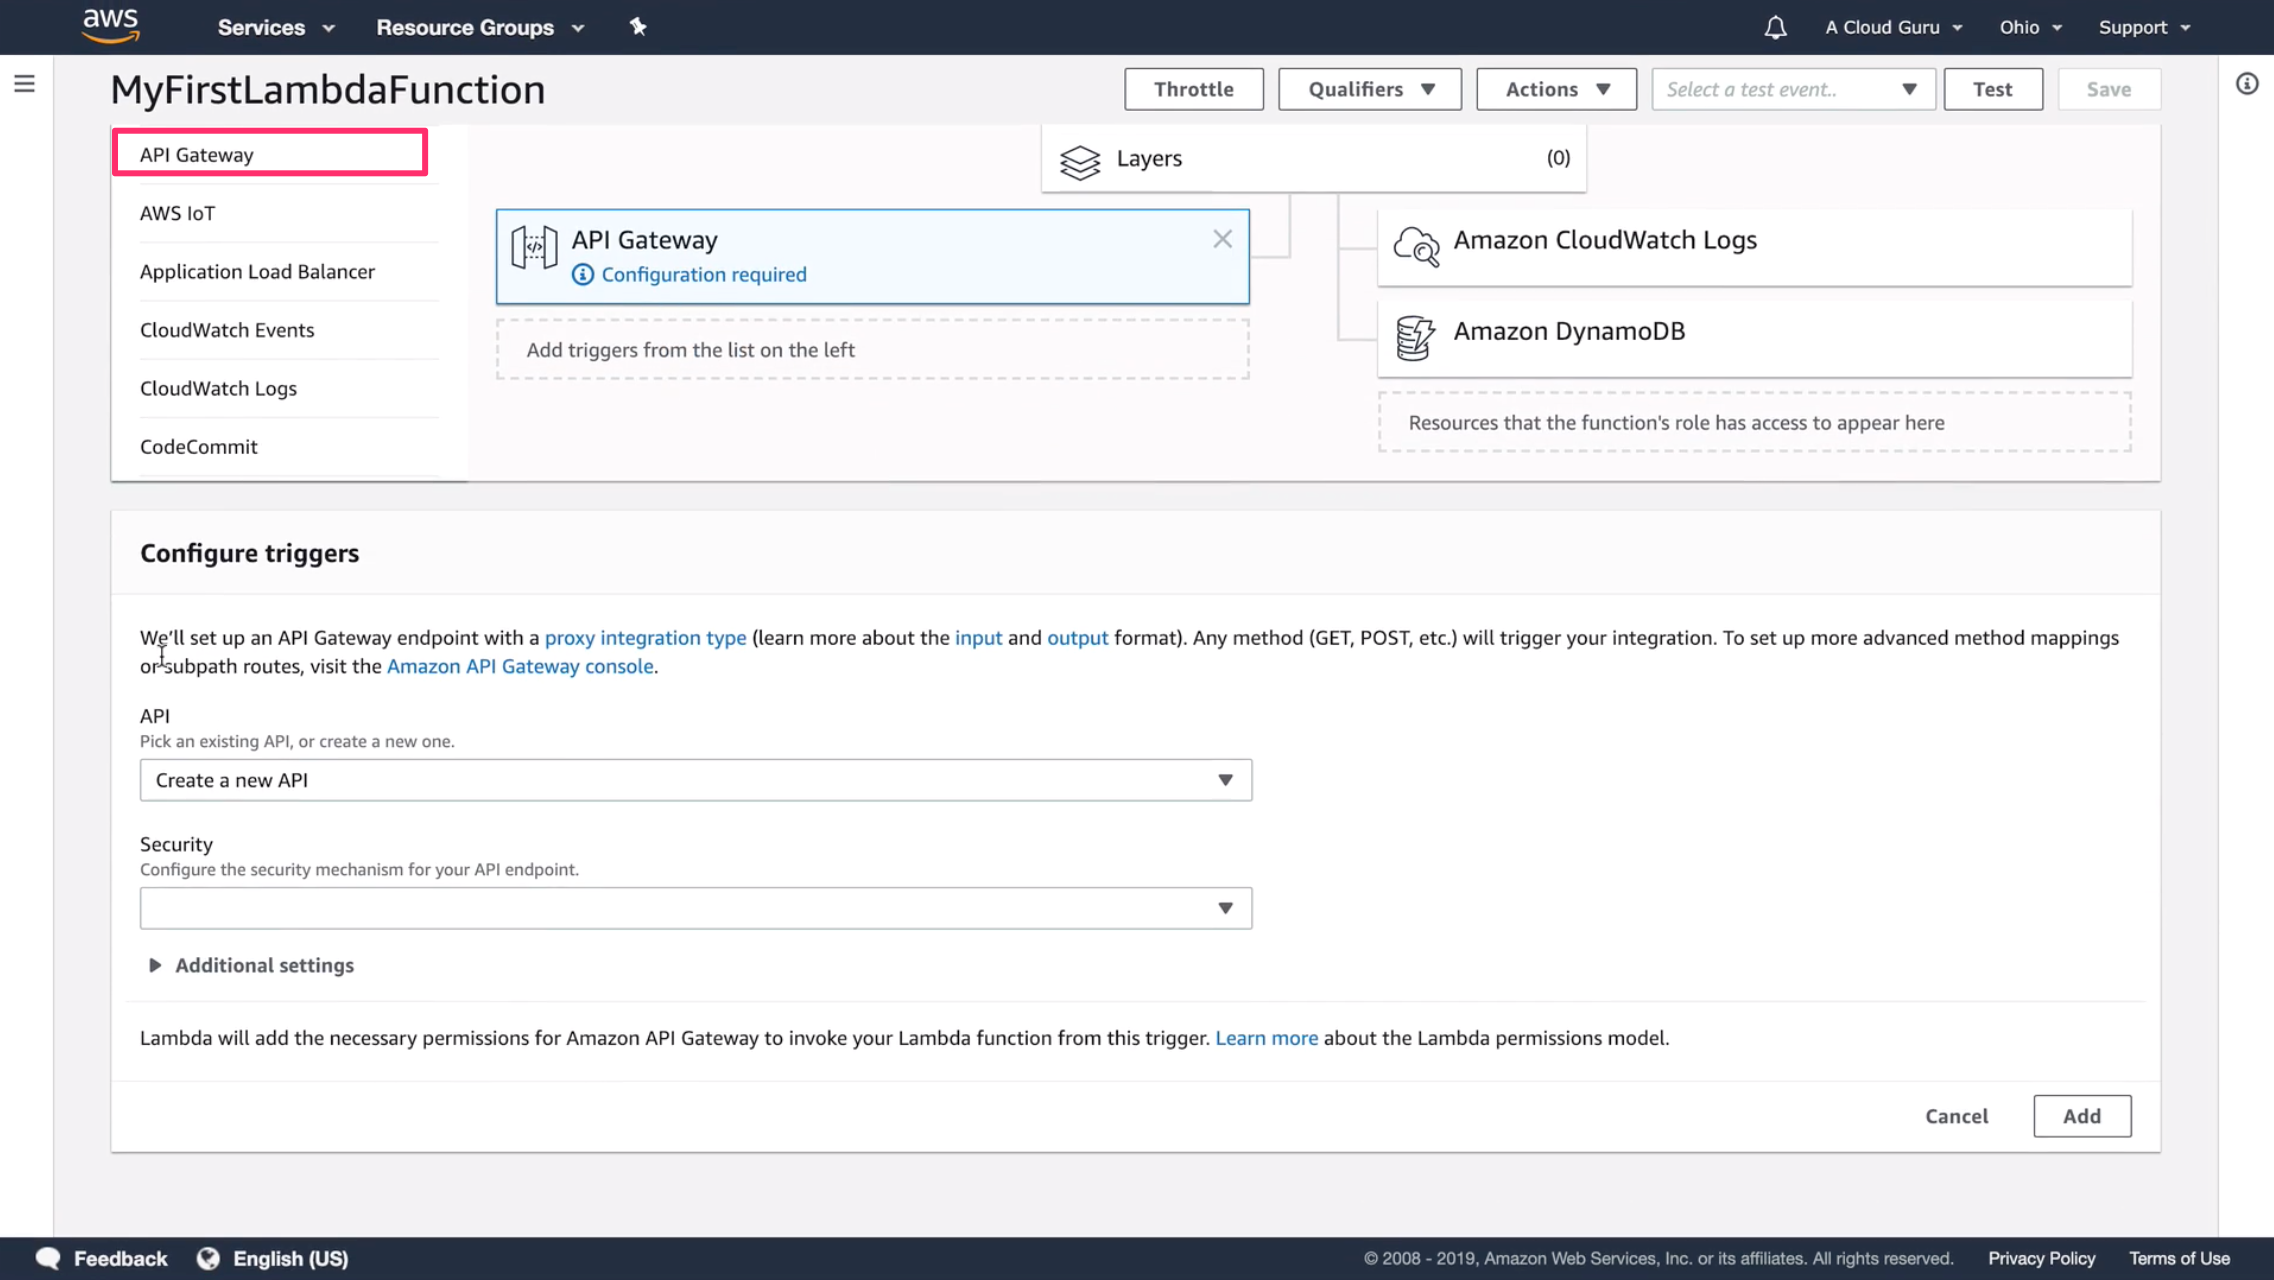 aws
Services
Resource Groups
A Cloud Guru
Ohio
Support
MyFirstLambdaFunction
Throttle
Qualifiers
Actions
Select a test event..
Test
Save
API Gateway
AWS IoT
Application Load Balancer
CloudWatch Events
CloudWatch Logs
CodeCommit
Layers
(0)
API Gateway
Configuration required
Add triggers from the list on the left
Amazon CloudWatch Logs
Amazon DynamoDB
Resources that the function's role has access to appear here
Configure triggers
We'll set up an API Gateway endpoint with a proxy integration type (learn more about the input and output format). Any method (GET, POST, etc.) will trigger your integration. To set up more advanced method mappings
or subpath routes, visit the Amazon API Gateway console.
API
Pick an existing API, or create a new one.
Create a new API
Security
Configure the security mechanism for your API endpoint.
Additional settings
Lambda will add the necessary permissions for Amazon API Gateway to invoke your Lambda function from this trigger. Learn more about the Lambda permissions model.
Cancel
Add
Feedback
English (US)
© 2008 - 2019, Amazon Web Services, Inc. or its affiliates. All rights reserved.
Privacy Policy
Terms of Use